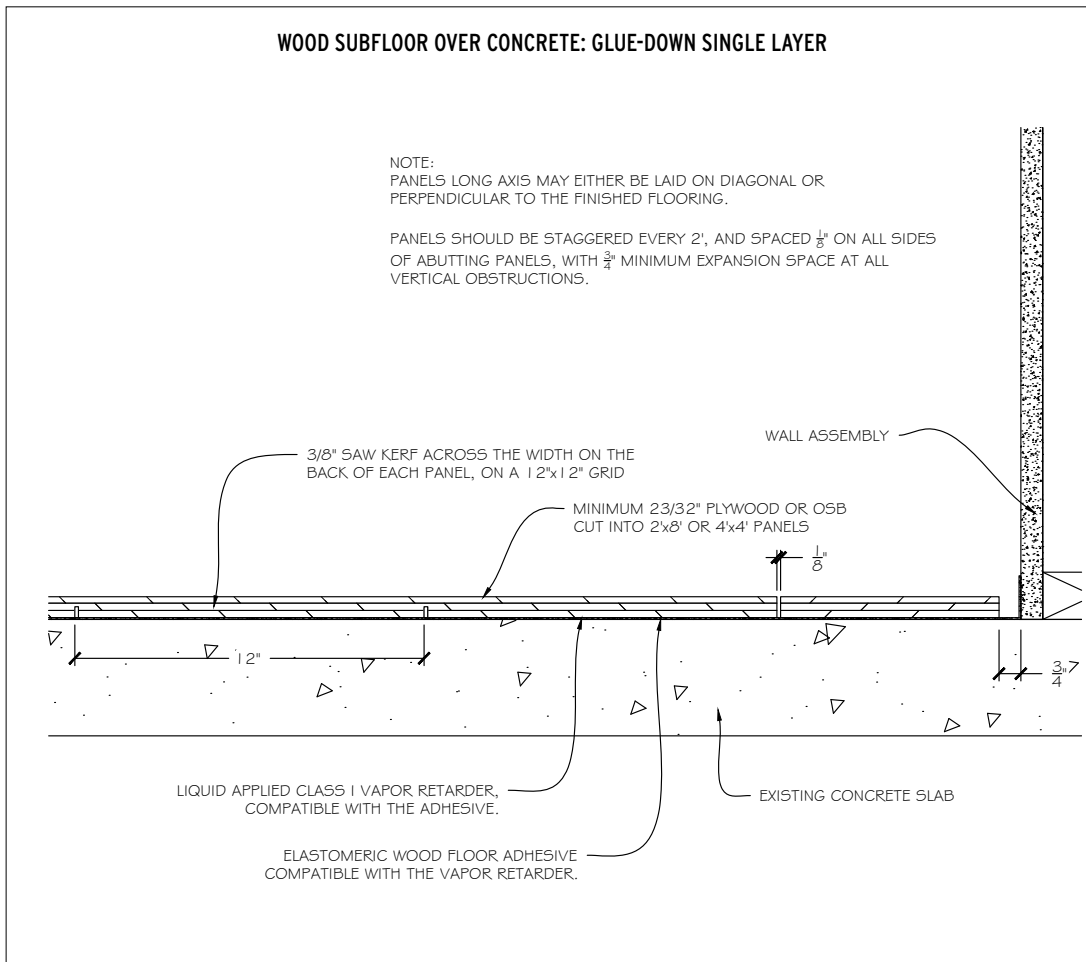 WOOD SUBFLOOR OVER CONCRETE: GLUE-DOWN SINGLE LAYER
NOTE:
PANELS LONG AXIS MAY EITHER BE LAID ON DIAGONAL OR
PERPENDICULAR TO THE FINISHED FLOORING.
PANELS SHOULD BE STAGGERED EVERY 2', AND SPACED 1/8" ON ALL SIDES
OF ABUTTING PANELS, WITH 3/4" MINIMUM EXPANSION SPACE AT ALL
VERTICAL OBSTRUCTIONS.
WALL ASSEMBLY
3/8" SAW KERF ACROSS THE WIDTH ON THE
BACK OF EACH PANEL, ON A 12"x12" GRID
MINIMUM 23/32" PLYWOOD OR OSB
CUT INTO 2'x8' OR 4'x4' PANELS
1/8"
12"
3/4"
LIQUID APPLIED CLASS I VAPOR RETARDER,
COMPATIBLE WITH THE ADHESIVE.
EXISTING CONCRETE SLAB
ELASTOMERIC WOOD FLOOR ADHESIVE
COMPATIBLE WITH THE VAPOR RETARDER.